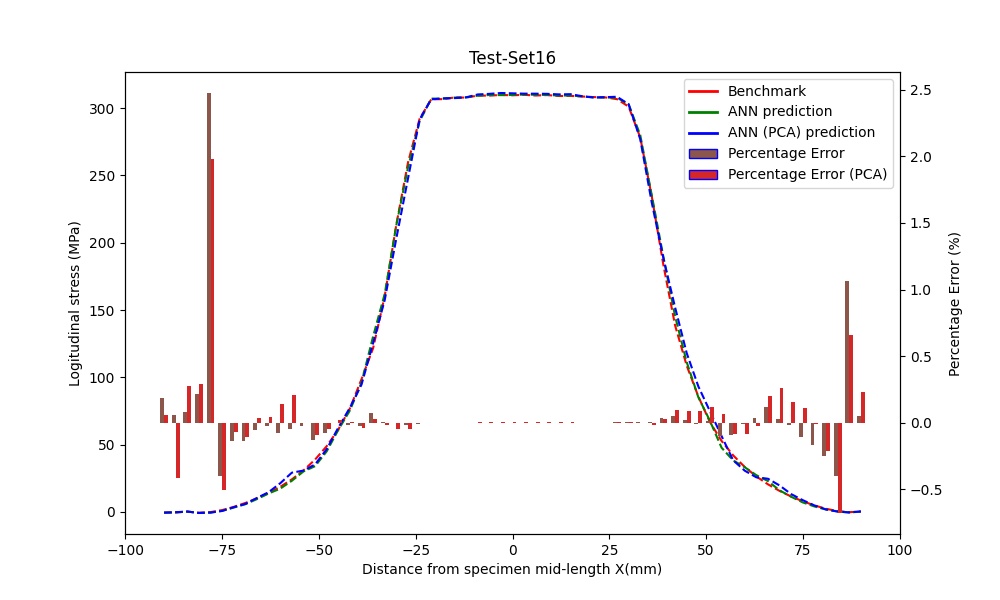 Test-Set16
Benchmark
ANN prediction
ANN (PCA) prediction
Percentage Error
Percentage Error (PCA)
Logitudinal stress (MPa)
300
250
200
150
100
50
0
2.5
2.0
1.5
1.0
0.5
0.0
−0.5
Percentage Error (%)
−100
−75
−50
−25
0
25
50
75
100
Distance from specimen mid-length X(mm)